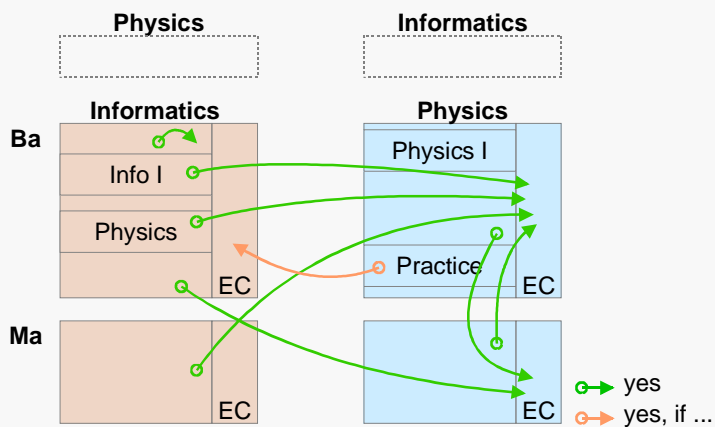 Physics
Informatics
Informatics
Physics
Ba
Info I
Physics I
Physics
Practice
EC
EC
Ma
EC
EC
yes
yes, if ...